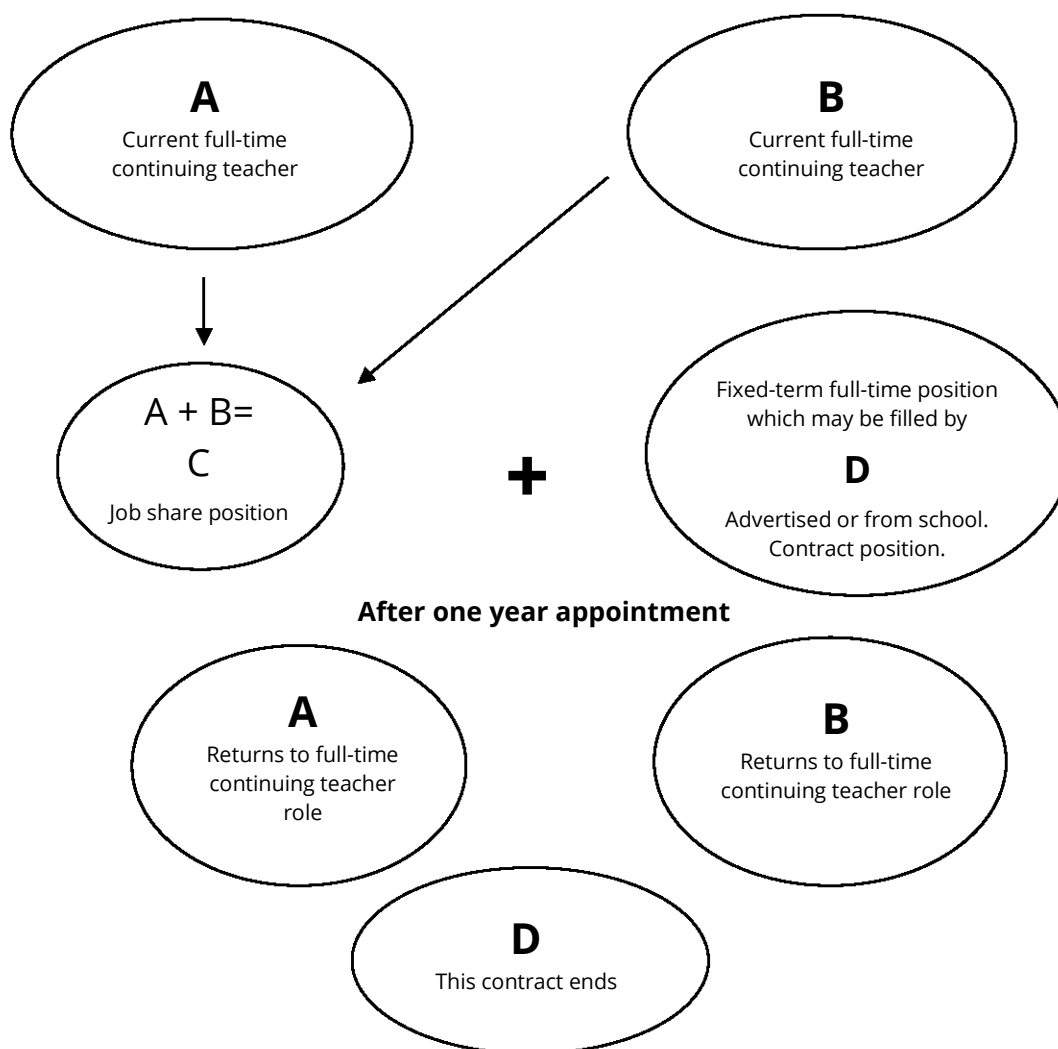 A
Current full-time
continuing teacher
B
Current full-time
continuing teacher
A + B=
C
Job share position
+
Fixed-term full-time position
which may be filled by
D
Advertised or from school.
Contract position.
After one year appointment
A
Returns to full-time
continuing teacher
role
B
Returns to full-time
continuing teacher role
D
This contract ends